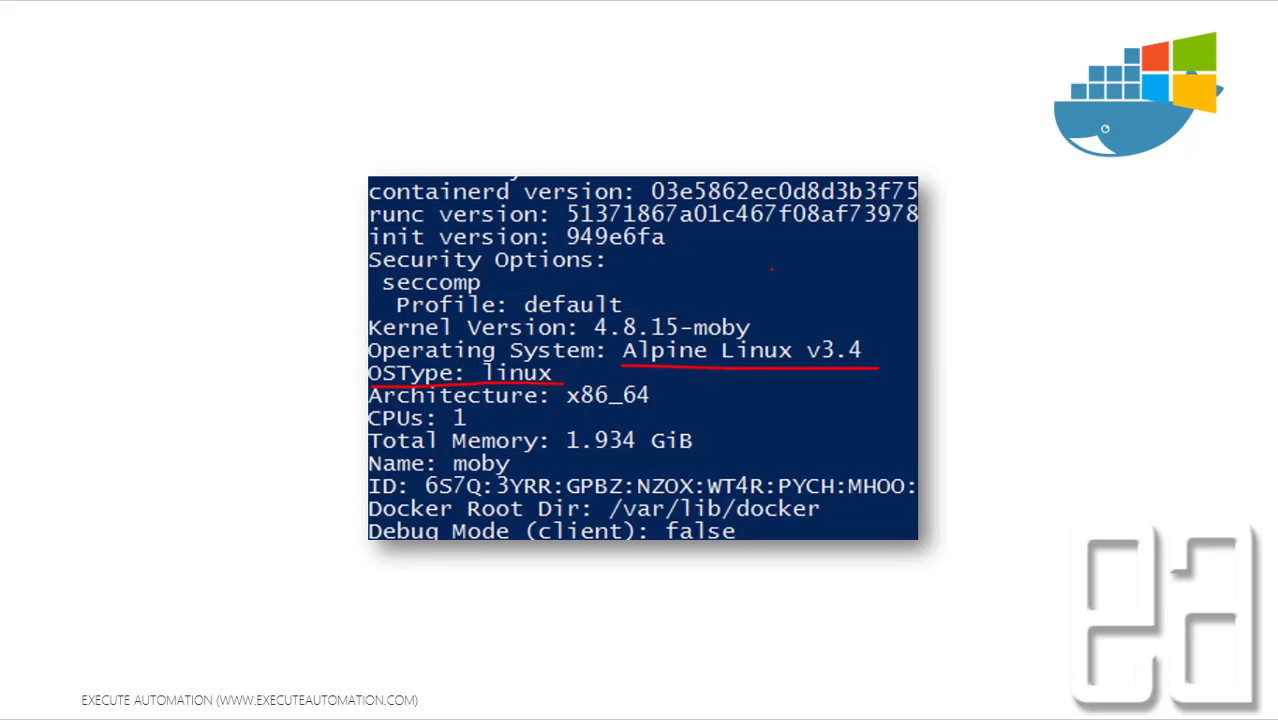 containerd version: 03e5862ec0d8d3b3f75
runc version: 51371867a01c467f08af73978
init version: 949e6fa
Security Options:
seccomp
Profile: default
Kernel Version: 4.8.15-moby
Operating System: Alpine Linux v3.4
OSType: linux
Architecture: x86_64
CPUs: 1
Total Memory: 1.934 GiB
Name: moby
ID: 6S7Q:3YRR:GPBZ:NZOX:WT4R:PYCH:MHOO:
Docker Root Dir: /var/lib/docker
Debug Mode (client): false
ea
EXECUTE AUTOMATION (WWW.EXECUTEAUTOMATION.COM)